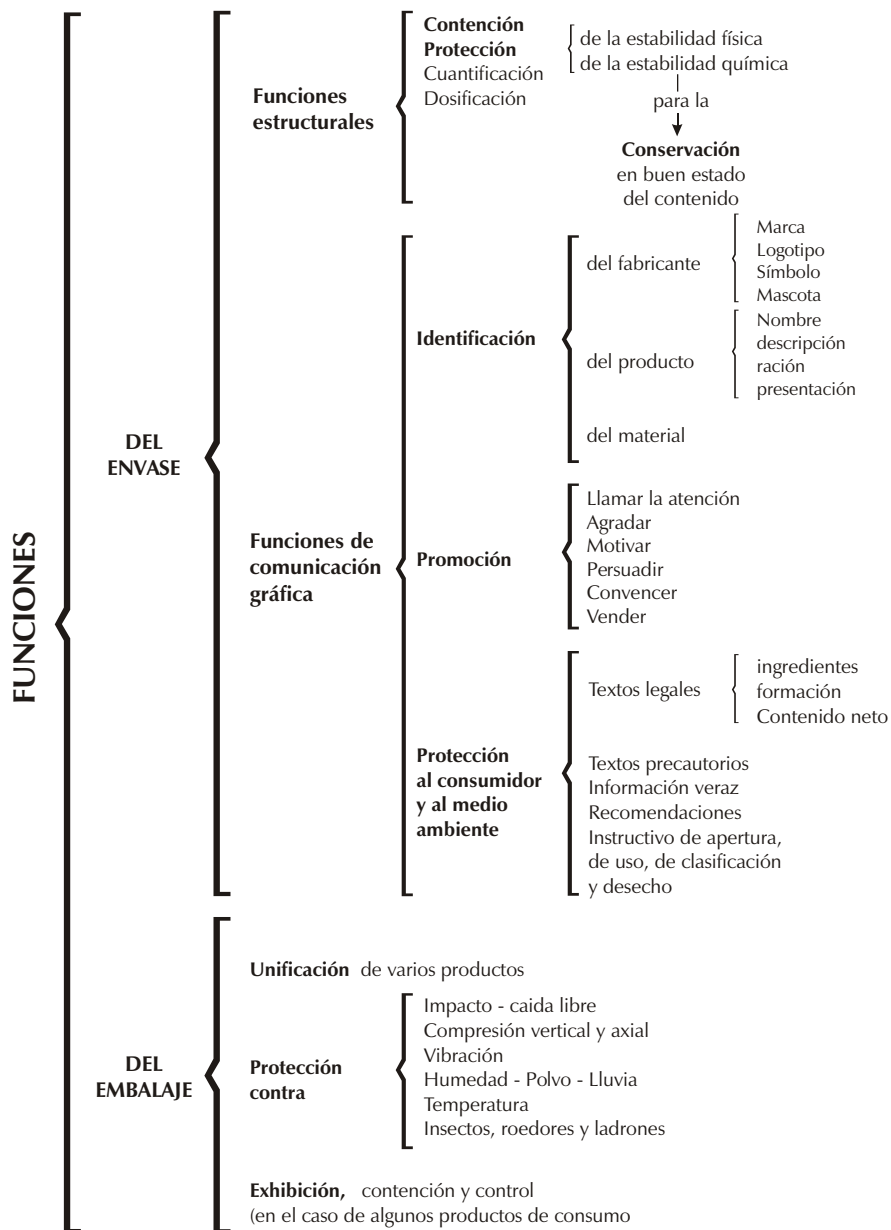 FUNCIONES
DEL
ENVASE
Funciones
estructurales
Contención
Protección
Cuantificación
Dosificación
de la estabilidad física
de la estabilidad química
para la
Conservación
en buen estado
del contenido
Funciones de
comunicación
gráfica
Identificación
del fabricante
Marca
Logotipo
Símbolo
Mascota
del producto
Nombre
descripción
ración
presentación
del material
Promoción
Llamar la atención
Agradar
Motivar
Persuadir
Convencer
Vender
Protección
al consumidor
y al medio
ambiente
Textos legales
ingredientes
formación
Contenido neto
Textos precautorios
Información veraz
Recomendaciones
Instructivo de apertura,
de uso, de clasificación
y desecho
DEL
EMBALAJE
Unificación de varios productos
Protección
contra
Impacto - caida libre
Compresión vertical y axial
Vibración
Humedad - Polvo - Lluvia
Temperatura
Insectos, roedores y ladrones
Exhibición, contención y control
(en el caso de algunos productos de consumo